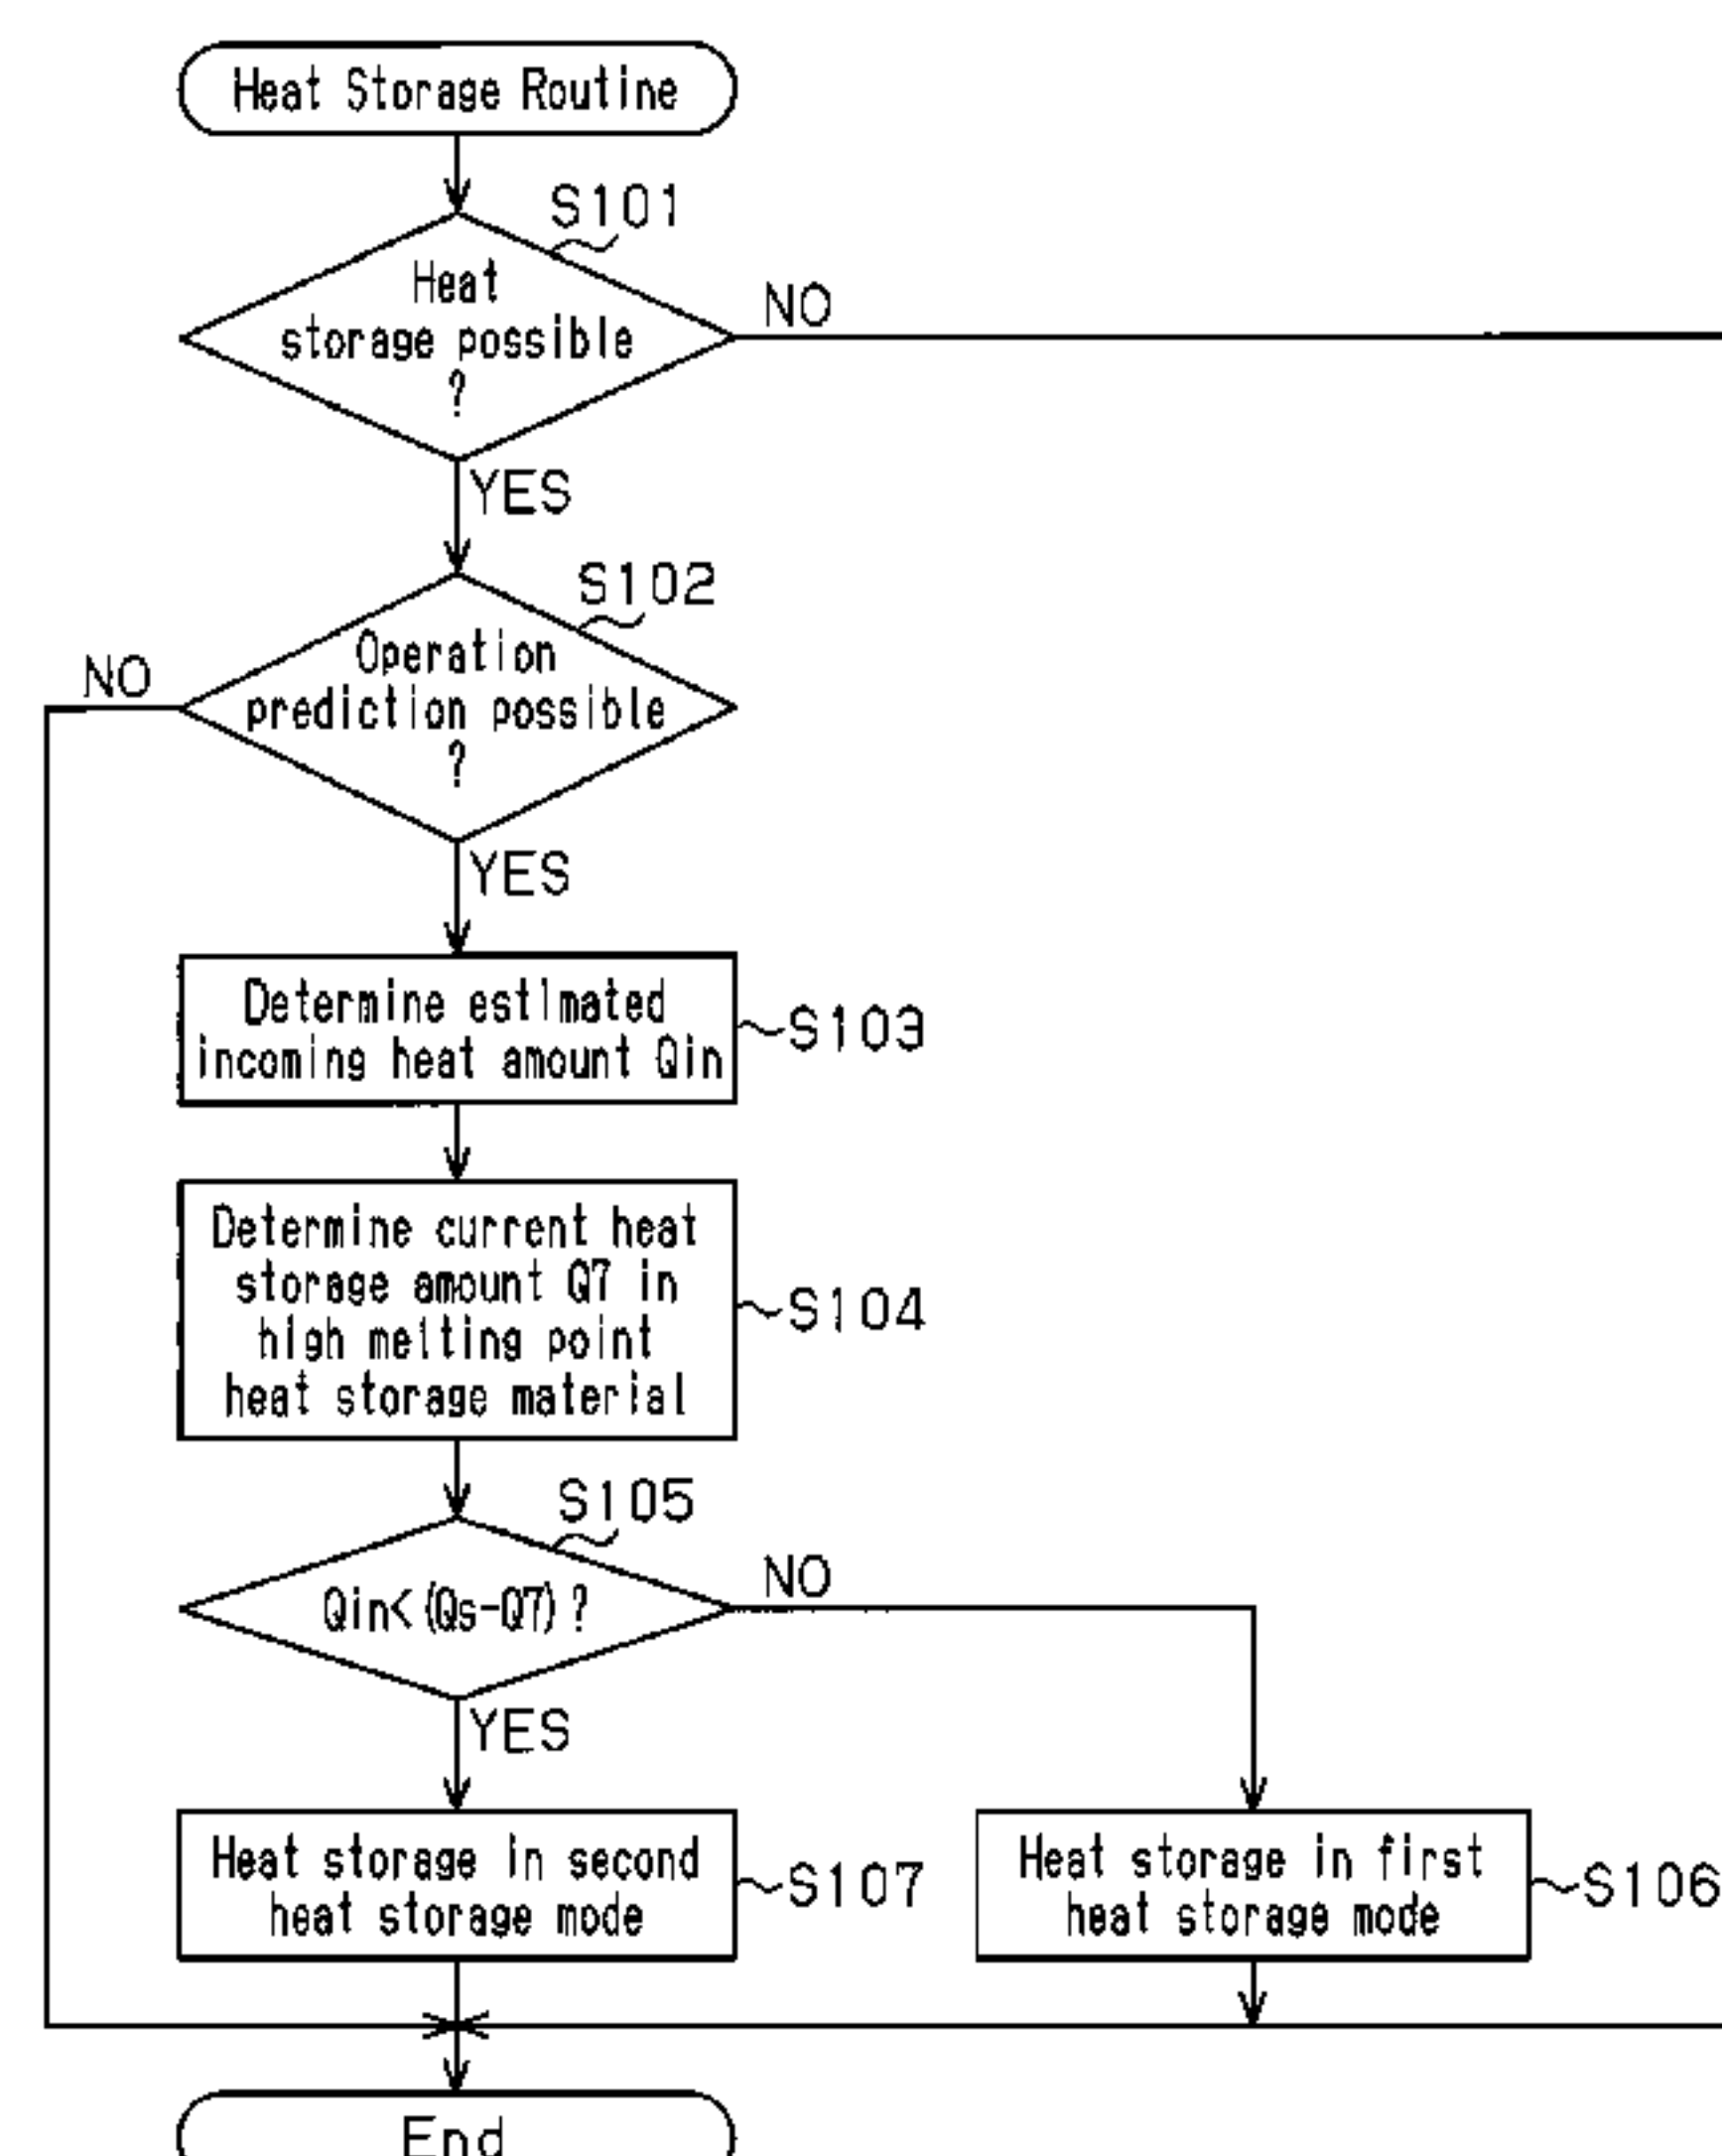 Heat Storage Routine
S101
Heat
storage possible
?
NO
YES
S102
Operation
prediction possible
?
NO
YES
Determine estimated
incoming heat amount Qin
S103
Determine current heat
storage amount Q7 in
high melting point
heat storage material
S104
S105
Qin<(Qs-Q7)?
NO
YES
Heat storage in second
heat storage mode
S107
Heat storage in first
heat storage mode
S106
End